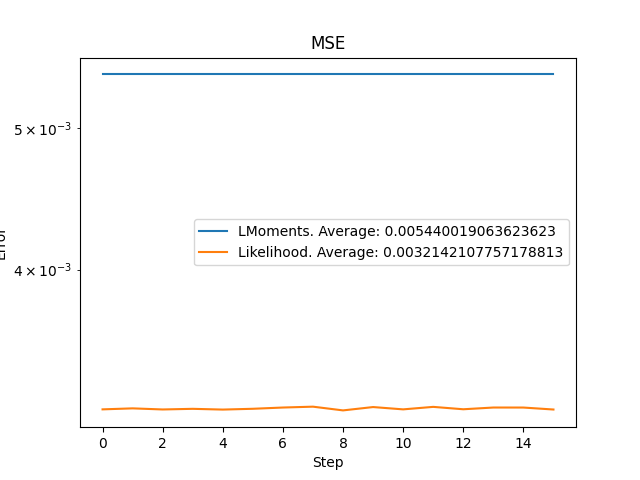 MSE
5 × 10⁻³
LMoments. Average: 0.005440019063623623
Likelihood. Average: 0.0032142107757178813
Error
4 × 10⁻³
0 2 4 6 8 10 12 14
Step